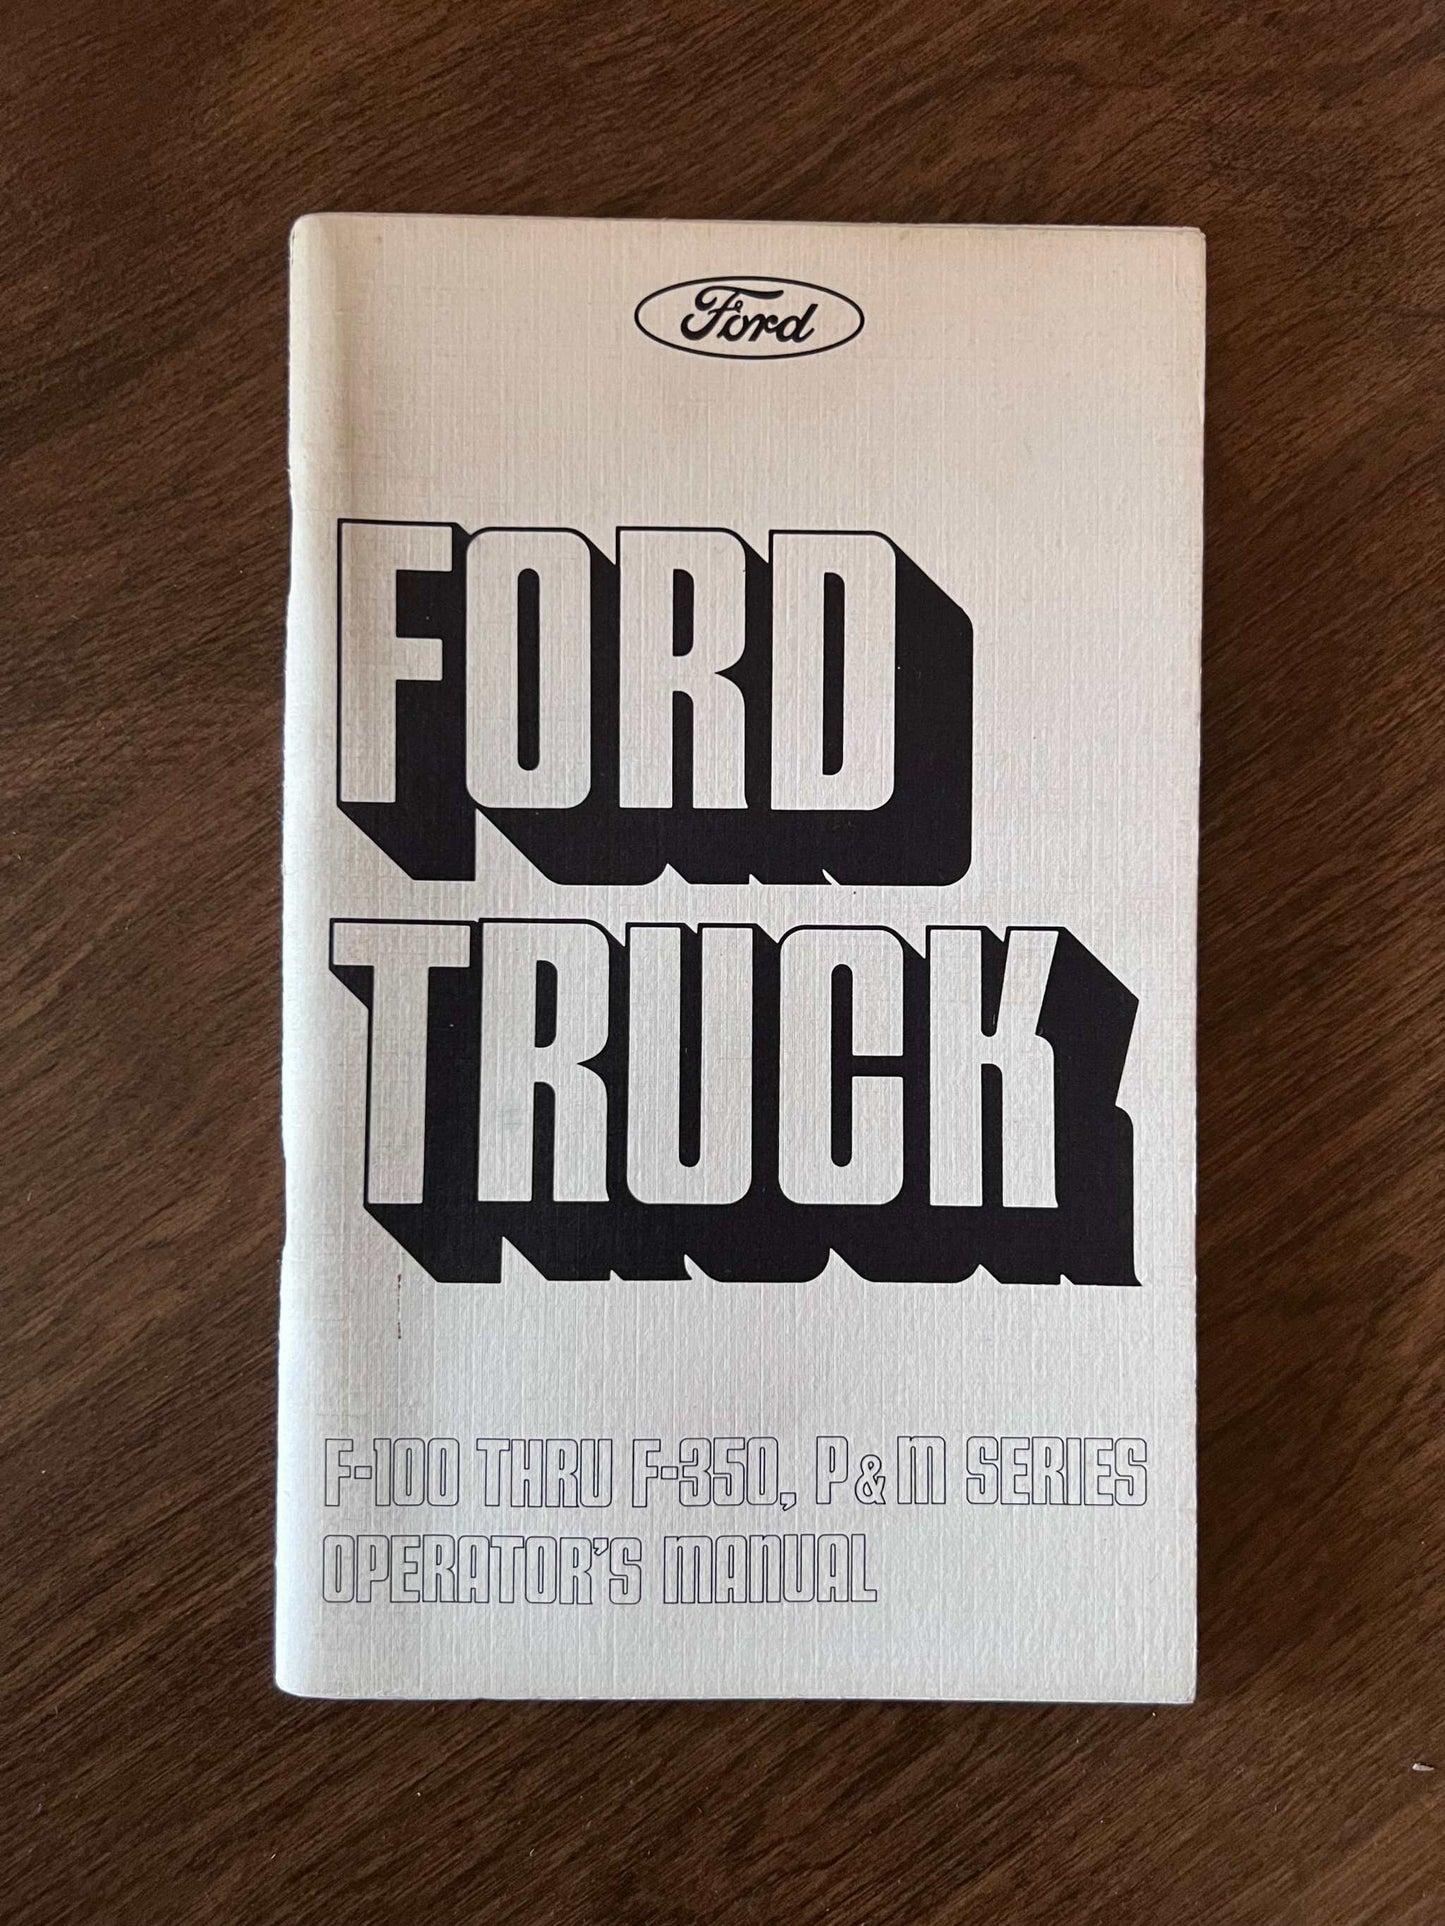 Ford
FORD
TRUCK
F-100 THRU F-350, P & M SERIES
OPERATOR'S MANUAL